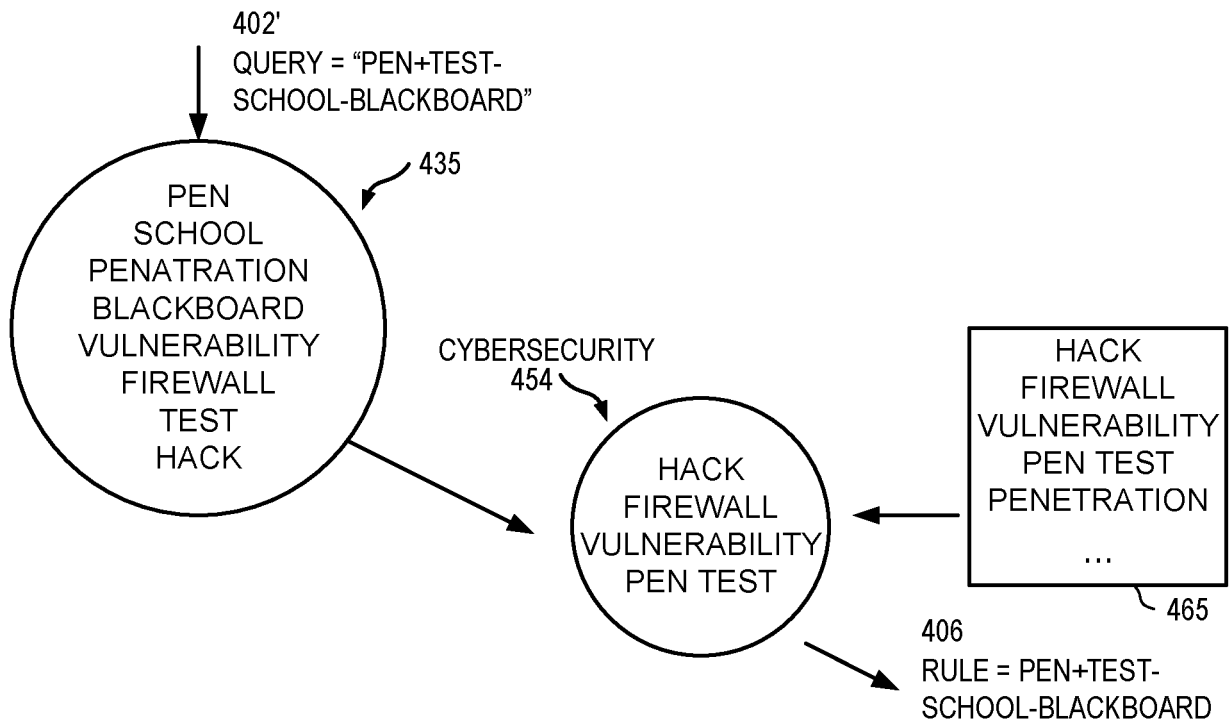 402'
QUERY = “PEN+TEST-
SCHOOL-BLACKBOARD”
435
PEN
SCHOOL
PENATRATION
BLACKBOARD
VULNERABILITY
FIREWALL
TEST
HACK
CYBERSECURITY
454
HACK
FIREWALL
VULNERABILITY
PEN TEST
HACK
FIREWALL
VULNERABILITY
PEN TEST
PENETRATION
...
465
406
RULE = PEN+TEST-
SCHOOL-BLACKBOARD